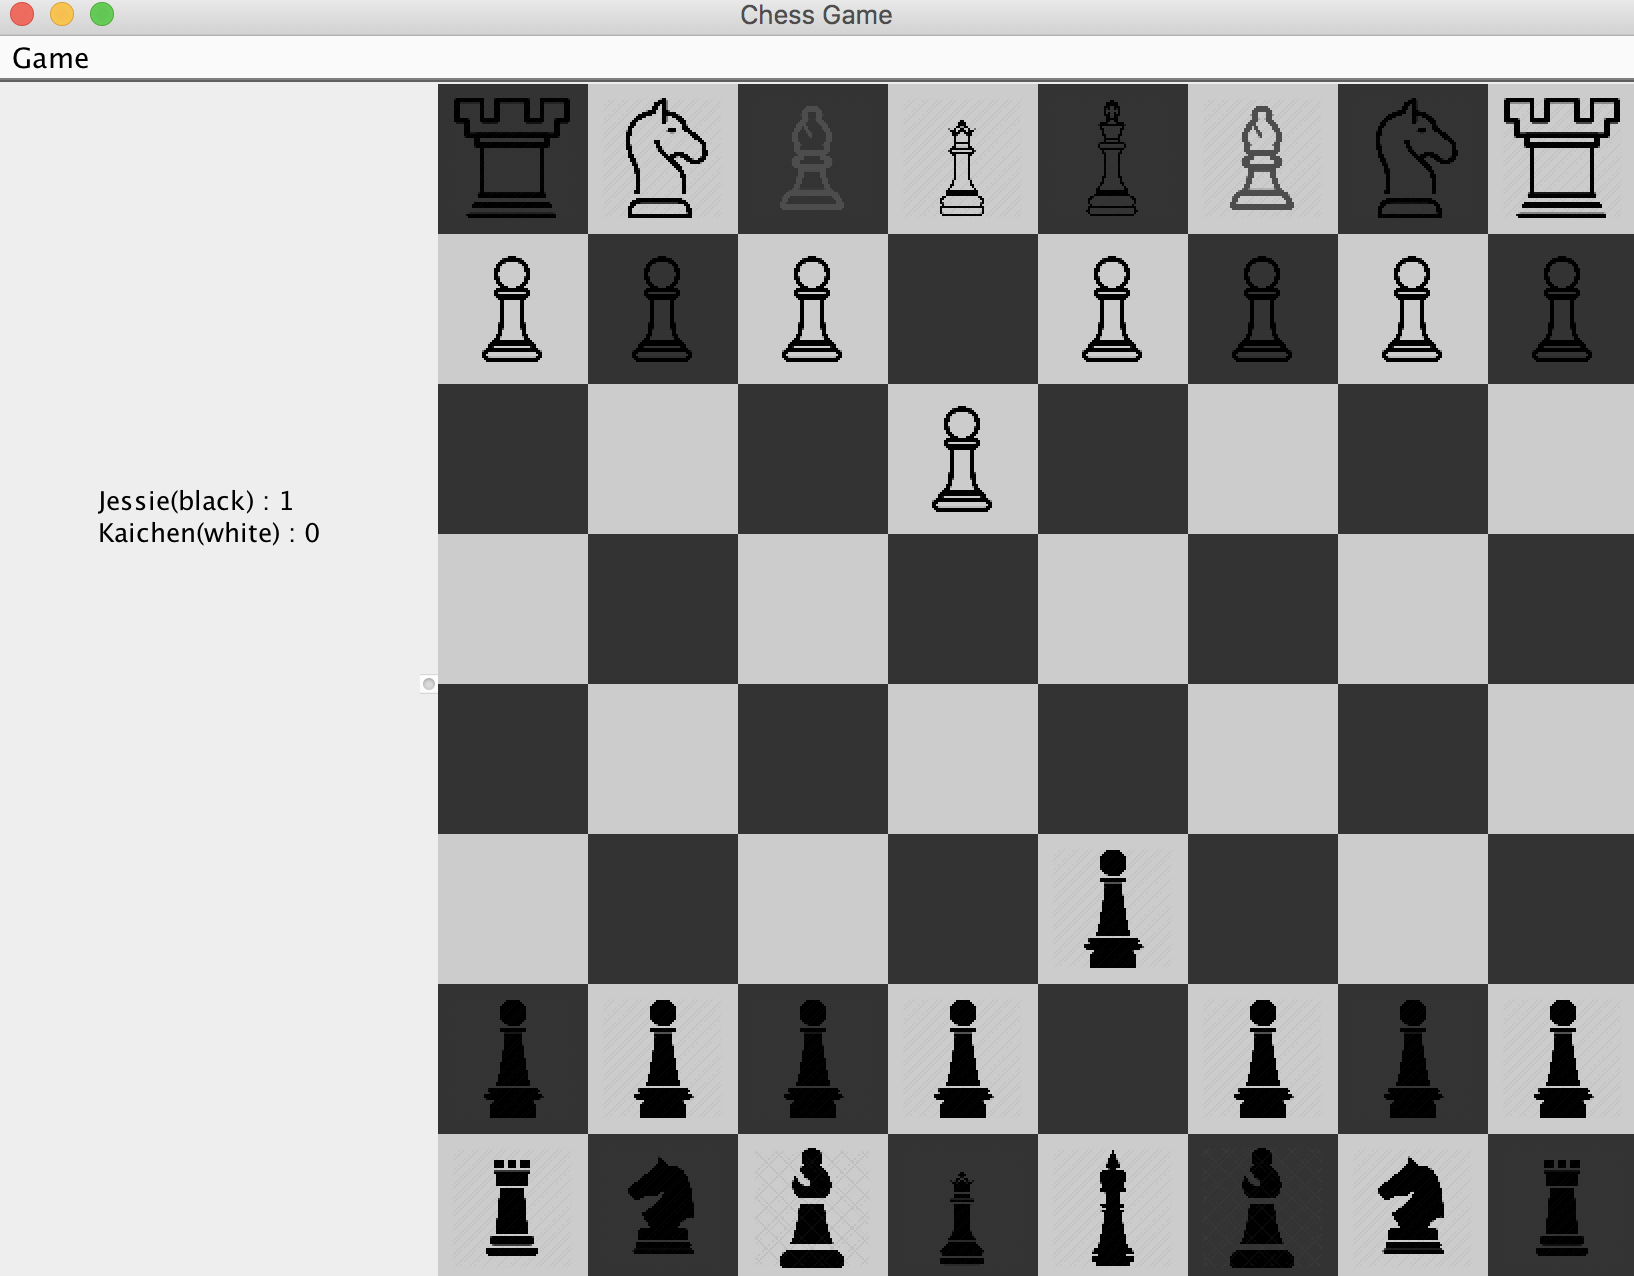 Chess Game
Game
Jessie(black) : 1
Kaichen(white) : 0